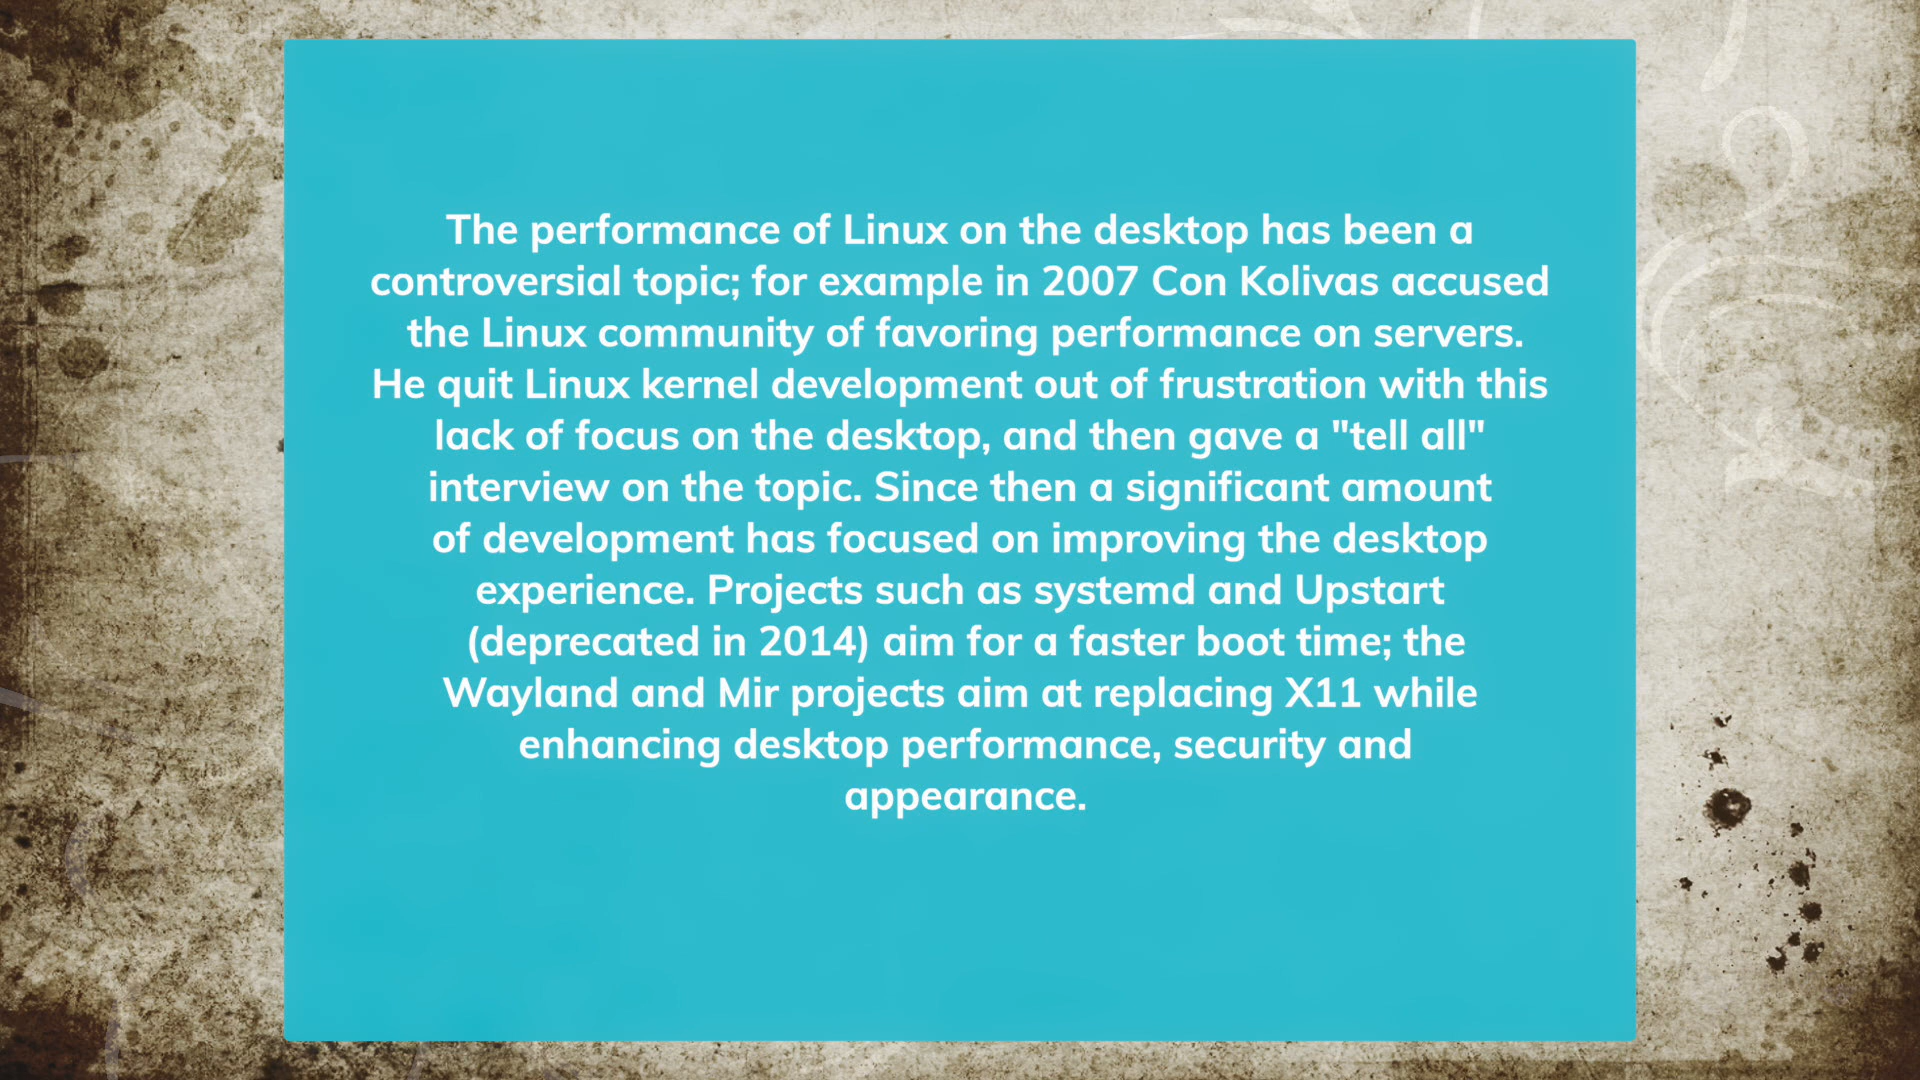 The performance of Linux on the desktop has been a
controversial topic; for example in 2007 Con Kolivas accused
the Linux community of favoring performance on servers.
He quit Linux kernel development out of frustration with this
lack of focus on the desktop, and then gave a "tell all"
interview on the topic. Since then a significant amount
of development has focused on improving the desktop
experience. Projects such as systemd and Upstart
(deprecated in 2014) aim for a faster boot time; the
Wayland and Mir projects aim at replacing X11 while
enhancing desktop performance, security and
appearance.